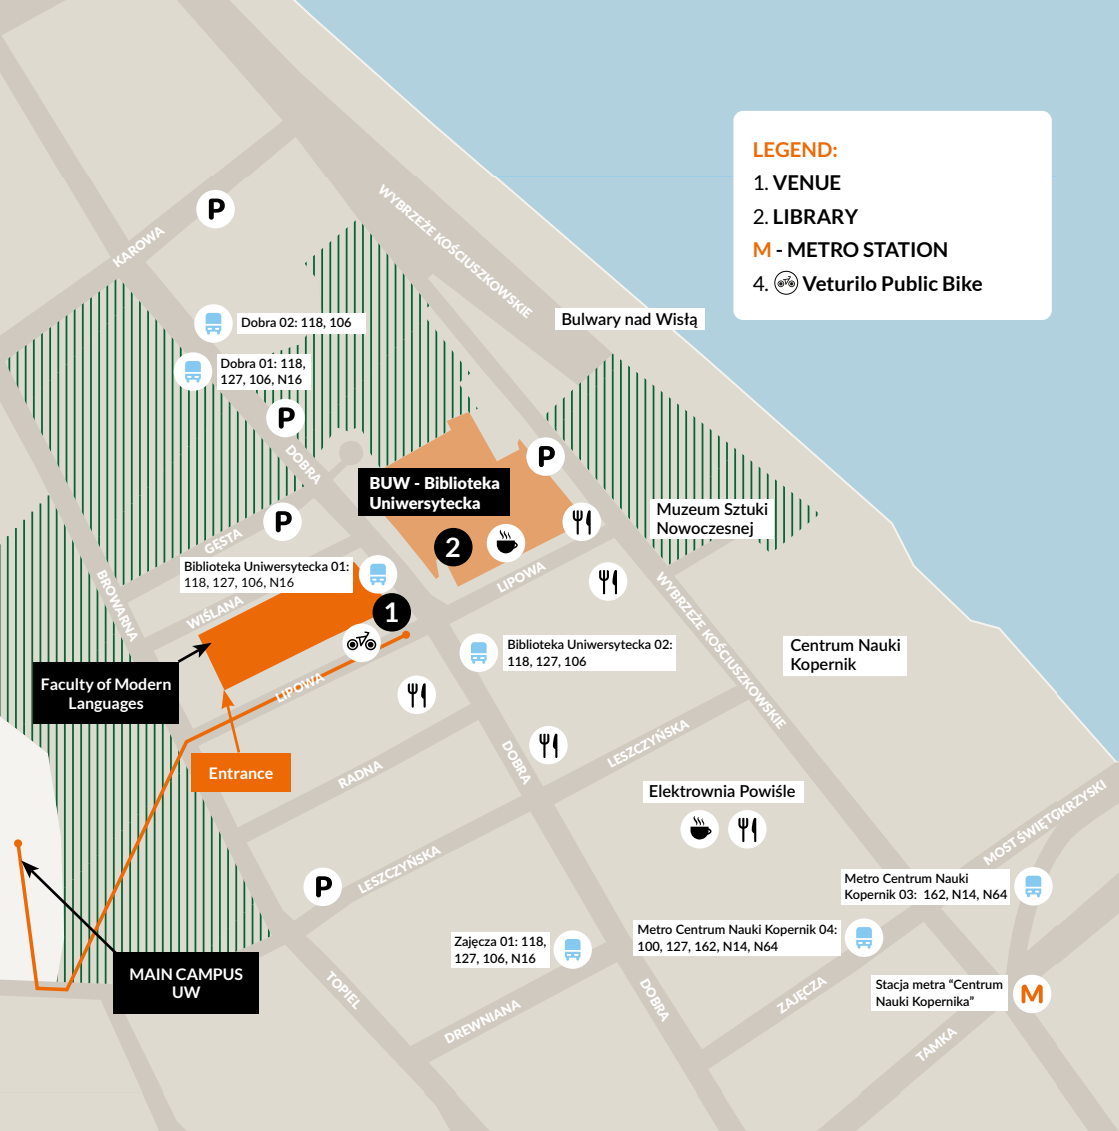 LEGEND:
1. VENUE
2. LIBRARY
M - METRO STATION
4. Veturilo Public Bike
P
KAROWA
WYBRZEŻE KOŚCIUSZKOWSKIE
Bulwary nad Wisłą
Dobra 02: 118, 106
Dobra 01: 118,
127, 106, N16
P
DOBRA
P
BUW - Biblioteka
Uniwersytecka
Muzeum Sztuki
Nowoczesnej
P
GĘSTA
2
Biblioteka Uniwersytecka 01:
118, 127, 106, N16
LIPOWA
BROWARNA
WIŚLANA
1
WYBRZEŻE KOŚCIUSZKOWSKIE
Biblioteka Uniwersytecka 02:
118, 127, 106
Centrum Nauki
Kopernik
Faculty of Modern
Languages
LIPOWA
Entrance
RADNA
DOBRA
LESZCZYŃSKA
Elektrownia Powiśle
MOST ŚWIĘTOKRZYSKI
P
LESZCZYŃSKA
Metro Centrum Nauki
Kopernik 03: 162, N14, N64
Metro Centrum Nauki Kopernik 04:
100, 127, 162, N14, N64
Zajęcza 01: 118,
127, 106, N16
MAIN CAMPUS
UW
Stacja metra “Centrum
Nauki Kopernika”
M
TOPIEL
DREWNIANA
DOBRA
ZAJĘCZA
TAMKA